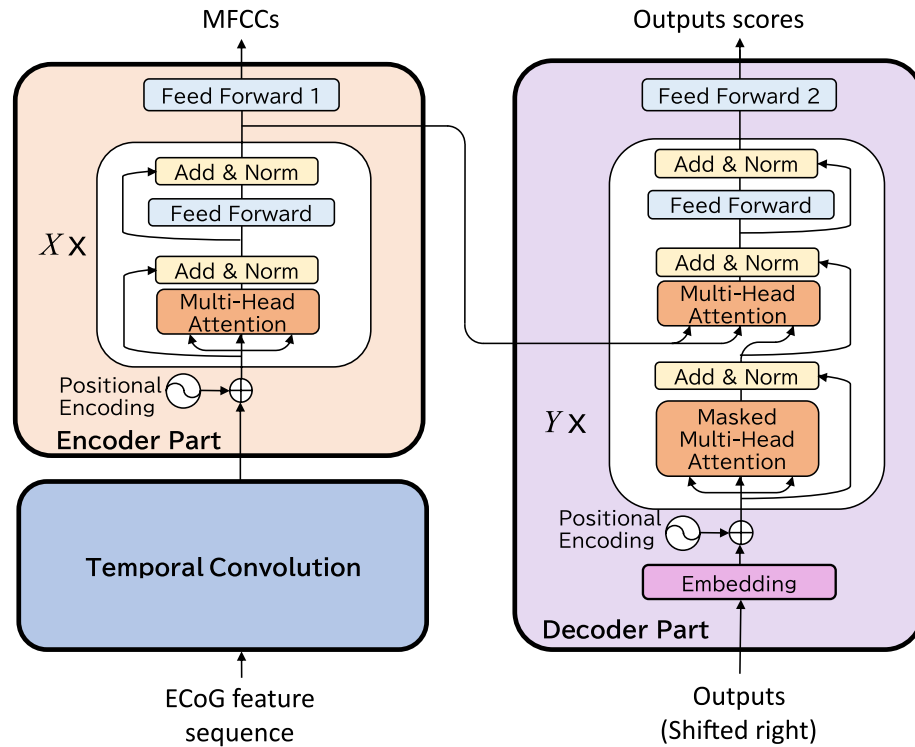 MFCCs
Feed Forward 1
Add & Norm
Feed Forward
X x
Add & Norm
Multi-Head
Attention
Positional
Encoding
Encoder Part
Temporal Convolution
ECoG feature
sequence
Outputs scores
Feed Forward 2
Add & Norm
Feed Forward
Add & Norm
Multi-Head
Attention
Add & Norm
Y x
Masked
Multi-Head
Attention
Positional
Encoding
Embedding
Decoder Part
Outputs
(Shifted right)